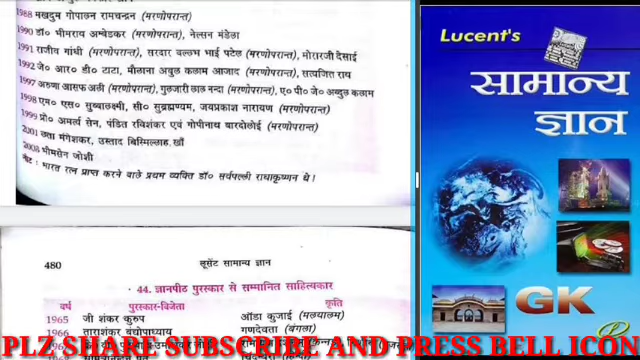 1988 मखदुम गोपालन रामचन्द्रन (मरणोपरान्त)
1990 डॉ० भीमराव अम्बेडकर (मरणोपरान्त), नेल्सन मंडेला
1991 राजीव गांधी (मरणोपरान्त), सरदार बल्लभ भाई पटेल (मरणोपरान्त), मोरारजी देसाई
1992 जे० आर० डी० टाटा, मौलाना अबुल कलाम आजाद (मरणोपरान्त), सत्यजित राय
1997 अरुणा आसफ अली (मरणोपरान्त), गुलजारी लाल नन्दा (मरणोपरान्त), ए० पी० जे० अब्दुल कलाम
1998 एम० एस० सुब्बालक्ष्मी, सी० सुब्रह्मण्यम, जयप्रकाश नारायण (मरणोपरान्त)
1999 प्रो० अमर्त्य सेन, पंडित रविशंकर एवं गोपीनाथ बारदोलोई (मरणोपरान्त)
2001 लता मंगेशकर, उस्ताद बिस्मिल्लाह खाँ
2008 भीमसेन जोशी
नोट : भारत रत्न प्राप्त करने वाले प्रथम व्यक्ति डॉ० सर्वपल्ली राधाकृष्णन थे।
480 लूसेंट सामान्य ज्ञान
44. ज्ञानपीठ पुरस्कार से सम्मानित साहित्यकार
वर्ष पुरस्कार-विजेता कृति
1965 जी शंकर कुरुप ओंडा कुजाई (मलयालम)
1966 ताराशंकर बंधोपाध्याय गणदेवता (बंगला)
Lucent's
सामान्य
ज्ञान
GK
PLZ SHARE SUBSCRIBE AND PRESS BELL ICON